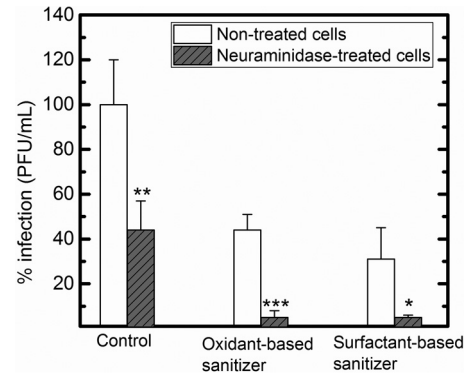 % infection (PFU/mL)
140
120
100
80
60
40
20
Non-treated cells
Neuraminidase-treated cells
**
***
*
Control
Oxidant-based
sanitizer
Surfactant-based
sanitizer